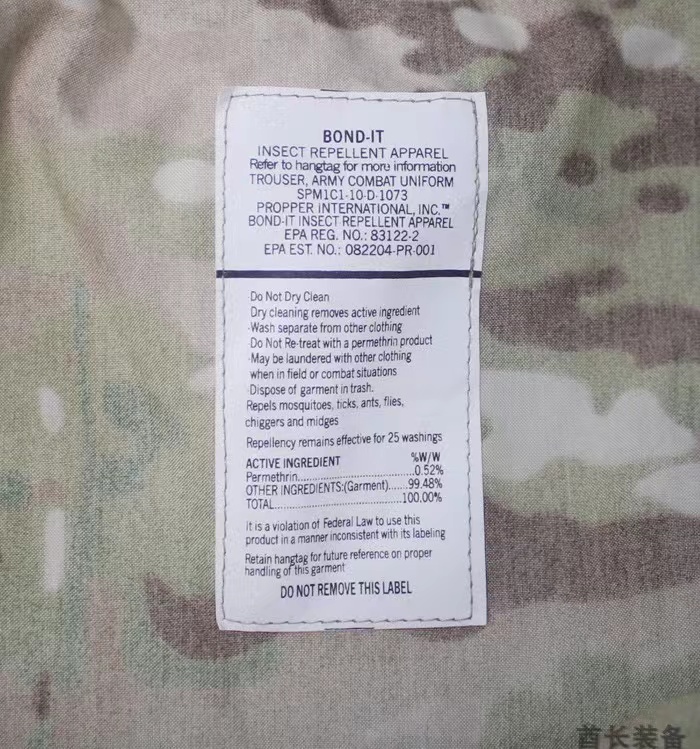 BOND-IT
INSECT REPELLENT APPAREL
Refer to hangtag for more information
TROUSER, ARMY COMBAT UNIFORM
SPM1C1-10-D-1073
PROPPER INTERNATIONAL, INC.™
BOND-IT INSECT REPELLENT APPAREL
EPA REG. NO.: 83122-2
EPA EST. NO.: 082204-PR-001
·Do Not Dry Clean
Dry cleaning removes active ingredient
·Wash separate from other clothing
·Do Not Re-treat with a permethrin product
·May be laundered with other clothing
when in field or combat situations
·Dispose of garment in trash.
Repels mosquitoes, ticks, ants, flies,
chiggers and midges
Repellency remains effective for 25 washings
ACTIVE INGREDIENT %W/W
Permethrin..............................0.52%
OTHER INGREDIENTS:(Garment)......99.48%
TOTAL....................................100.00%
It is a violation of Federal Law to use this
product in a manner inconsistent with its labeling
Retain hangtag for future reference on proper
handling of this garment
DO NOT REMOVE THIS LABEL
酋长装备